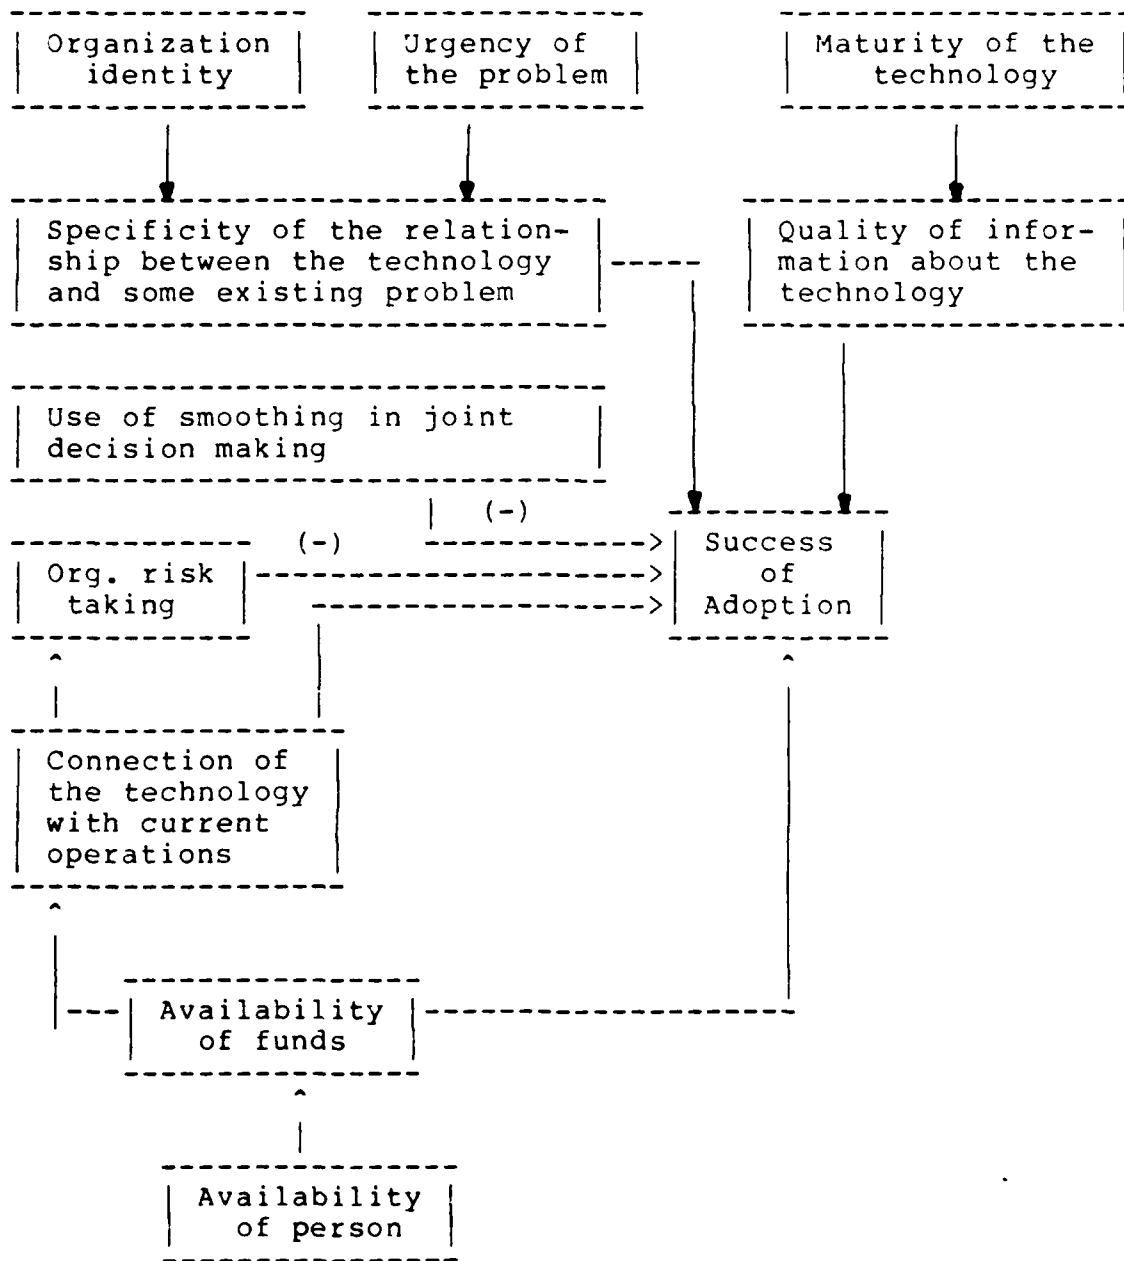 Organization
identity
Urgency of
the problem
Maturity of the
technology
Specificity of the relation-
ship between the technology
and some existing problem
Quality of infor-
mation about the
technology
Use of smoothing in joint
decision making
(-)
(-)
Org. risk
taking
Success
of
Adoption
Connection of
the technology
with current
operations
Availability
of funds
Availability
of person